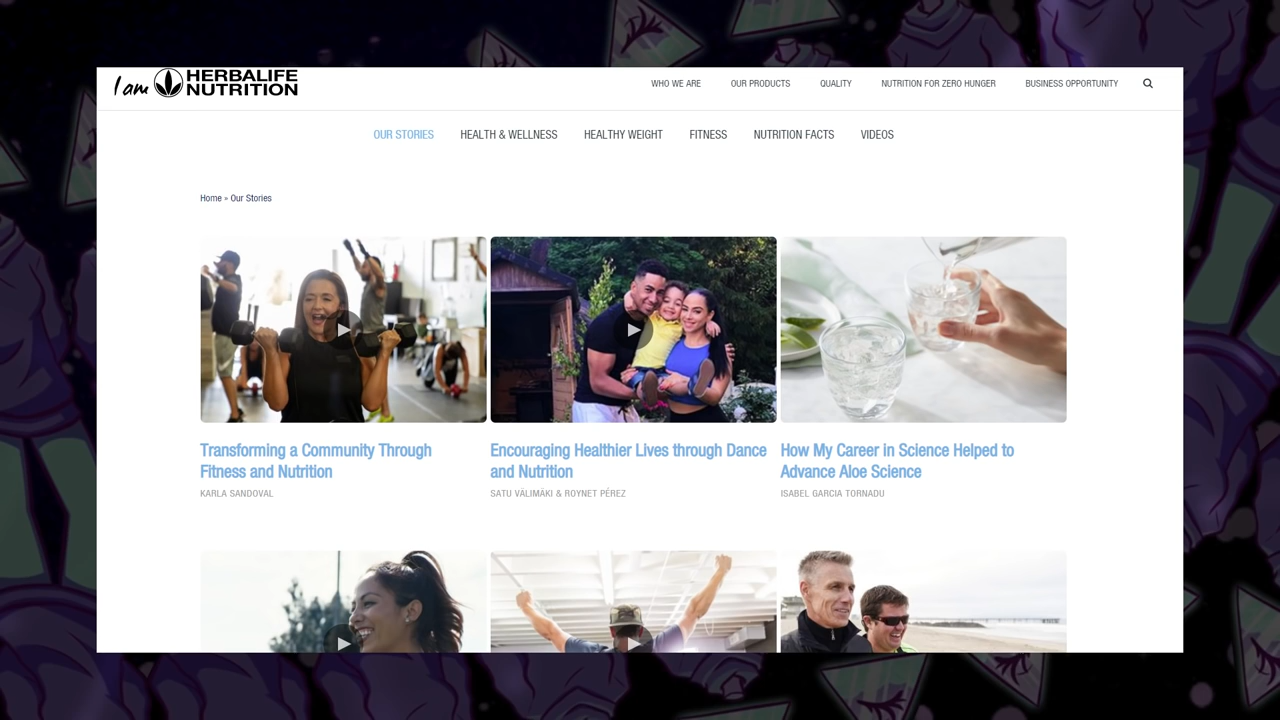 I am HERBALIFE NUTRITION
WHO WE ARE OUR PRODUCTS QUALITY NUTRITION FOR ZERO HUNGER BUSINESS OPPORTUNITY
OUR STORIES HEALTH & WELLNESS HEALTHY WEIGHT FITNESS NUTRITION FACTS VIDEOS
Home » Our Stories
Transforming a Community Through
Fitness and Nutrition
KARLA SANDOVAL
Encouraging Healthier Lives through Dance
and Nutrition
SATU VÄLIMÄKI & ROYNET PÉREZ
How My Career in Science Helped to
Advance Aloe Science
ISABEL GARCIA TORNADU